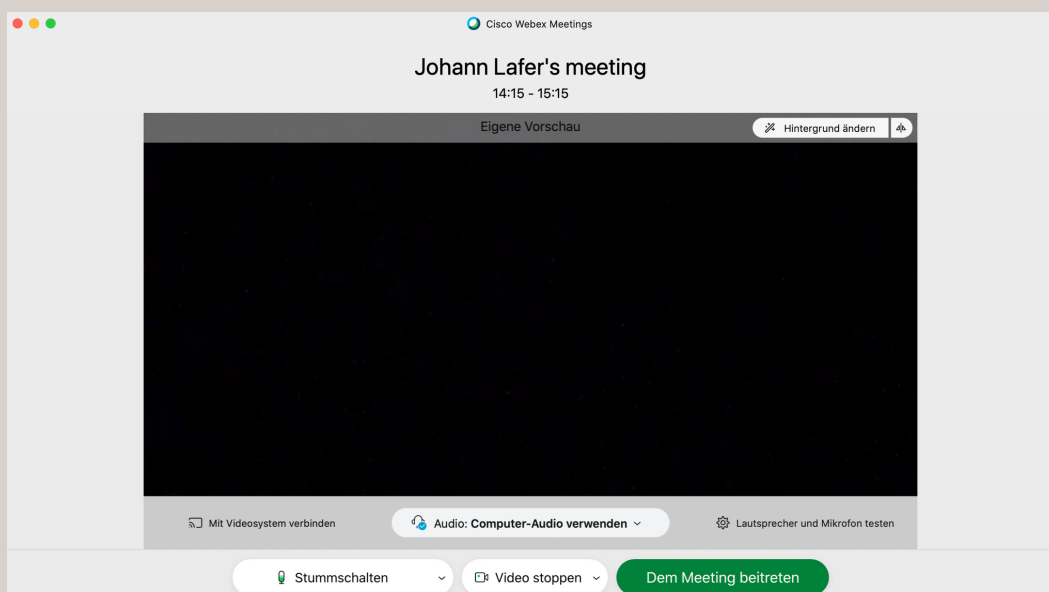 Cisco Webex Meetings
Johann Lafer's meeting
14:15 - 15:15
Eigene Vorschau
Hintergrund ändern
Mit Videosystem verbinden
Audio: Computer-Audio verwenden
Lautsprecher und Mikrofon testen
Stummschalten
Video stoppen
Dem Meeting beitreten